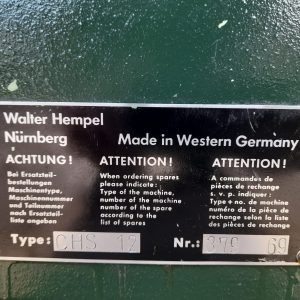 Walter Hempel
Nürnberg
Made in Western Germany
ACHTUNG!
Bei Ersatzteil-
bestellungen
Maschinentype,
Maschinennummer
und Teilnummer
nach Ersatzteil-
liste angeben
ATTENTION!
When ordering spares
please indicate:
Type of the machine,
number of the machine
number of the spare
according to the
list of spares
ATTENTION!
A commandes de
pièces de rechange
s. v. p. indiquer:
Type + no. de machine
numéro de la pièce de
rechange selon la liste
des pièces de rechange
Type: CHS 12
Nr.: 69